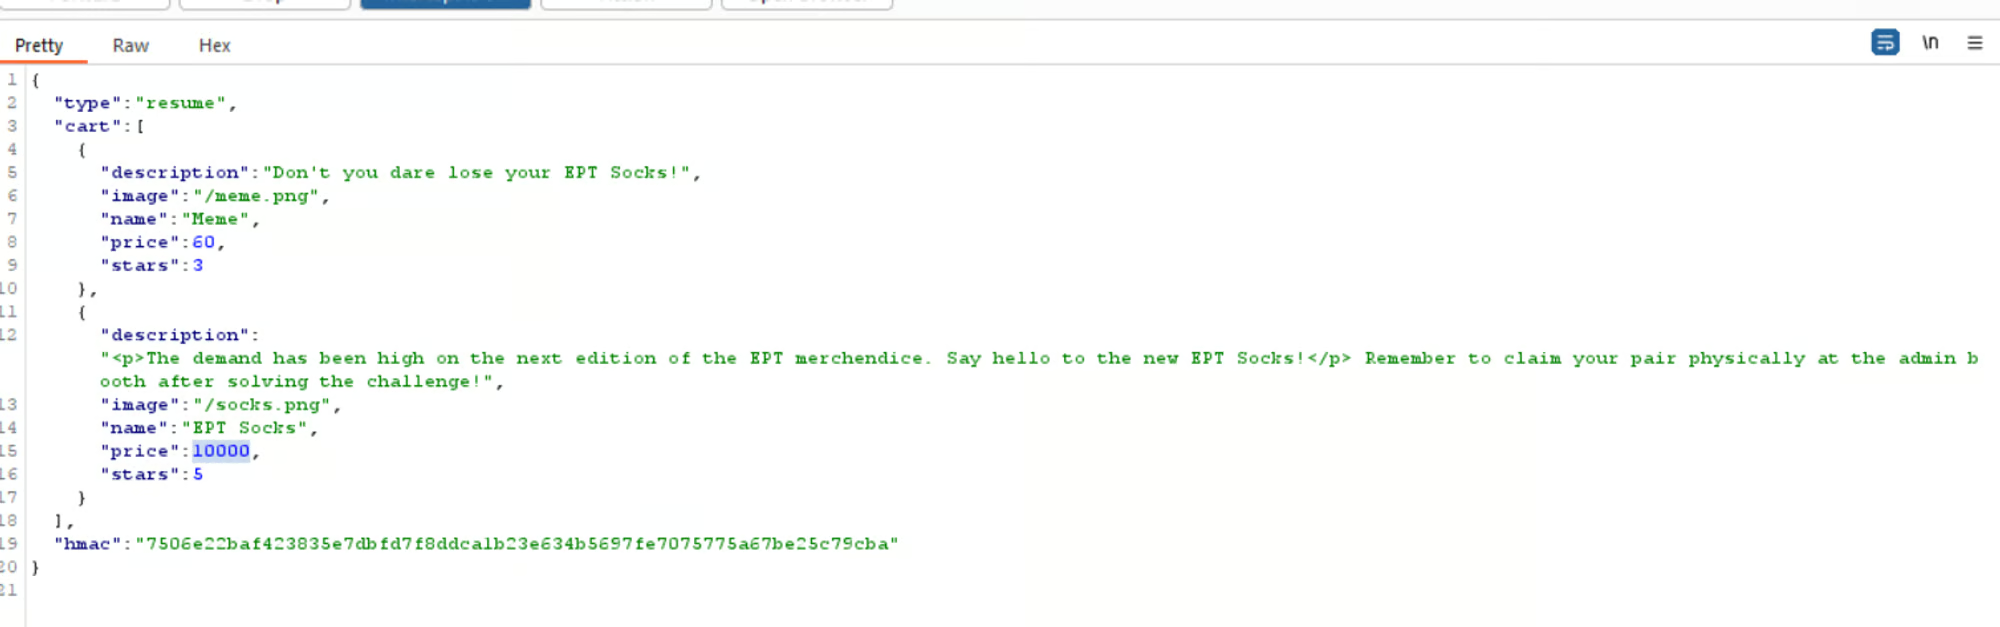 Pretty Raw Hex \n
1 {
2 "type":"resume",
3 "cart":[
4 {
5 "description":"Don't you dare lose your EPT Socks!",
6 "image":"/meme.png",
7 "name":"Meme",
8 "price":60,
9 "stars":3
10 },
11 {
12 "description":
"<p>The demand has been high on the next edition of the EPT merchendice. Say hello to the new EPT Socks!</p> Remember to claim your pair physically at the admin b
ooth after solving the challenge!",
13 "image":"/socks.png",
14 "name":"EPT Socks",
15 "price":10000,
16 "stars":5
17 }
18 ],
19 "hmac":"7506e22baf423835e7dbfd7f8ddca1b23e634b5697fe7075775a67be25c79cba"
20 }
21